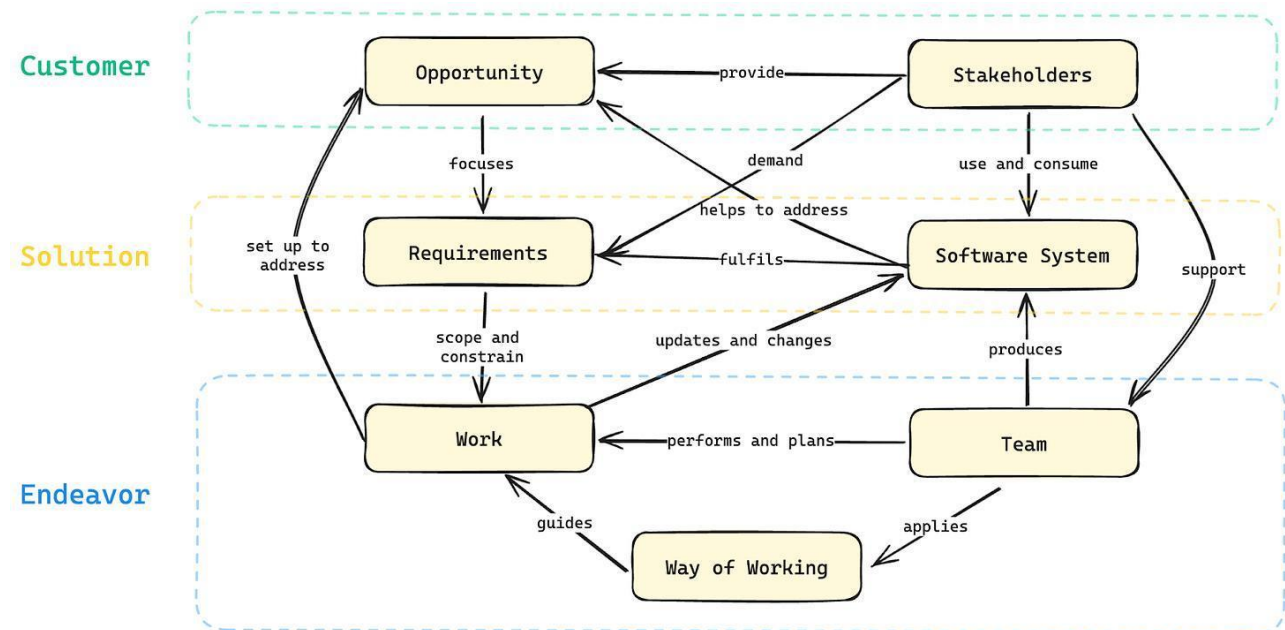 Customer
Opportunity
provide
Stakeholders
focuses
demand
use and consume
helps to address
set up to
address
Solution
Requirements
fulfils
Software System
support
scope and
constrain
updates and changes
produces
Work
performs and plans
Team
Endeavor
guides
applies
Way of Working